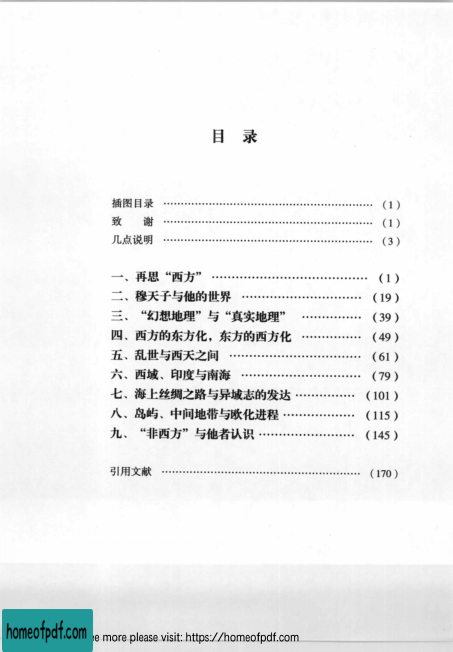 目 录
插图目录 …………………………………………………… (1)
致 谢 …………………………………………………… (1)
几点说明 …………………………………………………… (3)
一、再思“西方” ………………………………… (1)
二、穆天子与他的世界 ………………………… (19)
三、“幻想地理”与“真实地理” ……………… (39)
四、西方的东方化，东方的西方化 …………… (49)
五、乱世与西天之间 …………………………… (61)
六、西域、印度与南海 ………………………… (79)
七、海上丝绸之路与异域志的发达 …………… (101)
八、岛屿、中间地带与欧化进程 ……………… (115)
九、“非西方”与他者认识 …………………… (145)
引用文献 ………………………………………………… (170)
homeofpdf.com
e more please visit: https://homeofpdf.com